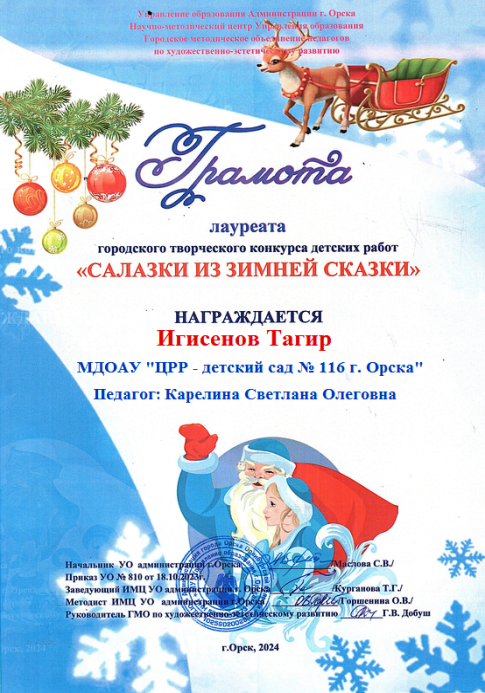 Управление образования Администрации г. Орска
Научно-методический центр Управления образования
Городское методическое объединение педагогов
по художественно-эстетическому развитию
Грамота
лауреата
городского творческого конкурса детских работ
«САЛАЗКИ ИЗ ЗИМНЕЙ СКАЗКИ»
НАГРАЖДАЕТСЯ
Игисенов Тагир
МДОАУ "ЦРР - детский сад № 116 г. Орска"
Педагог: Карелина Светлана Олеговна
Начальник УО администрации г.Орска /Маслова С.В./
Приказ УО № 810 от 18.10.2023г.
Заведующий ИМЦ УО администрации г. Орска /Курганова Т.Г./
Методист ИМЦ УО администрации г.Орска /Горшенина О.В./
Руководитель ГМО по художественно-эстетическому развитию Г.В. Добуш
г.Орск, 2024